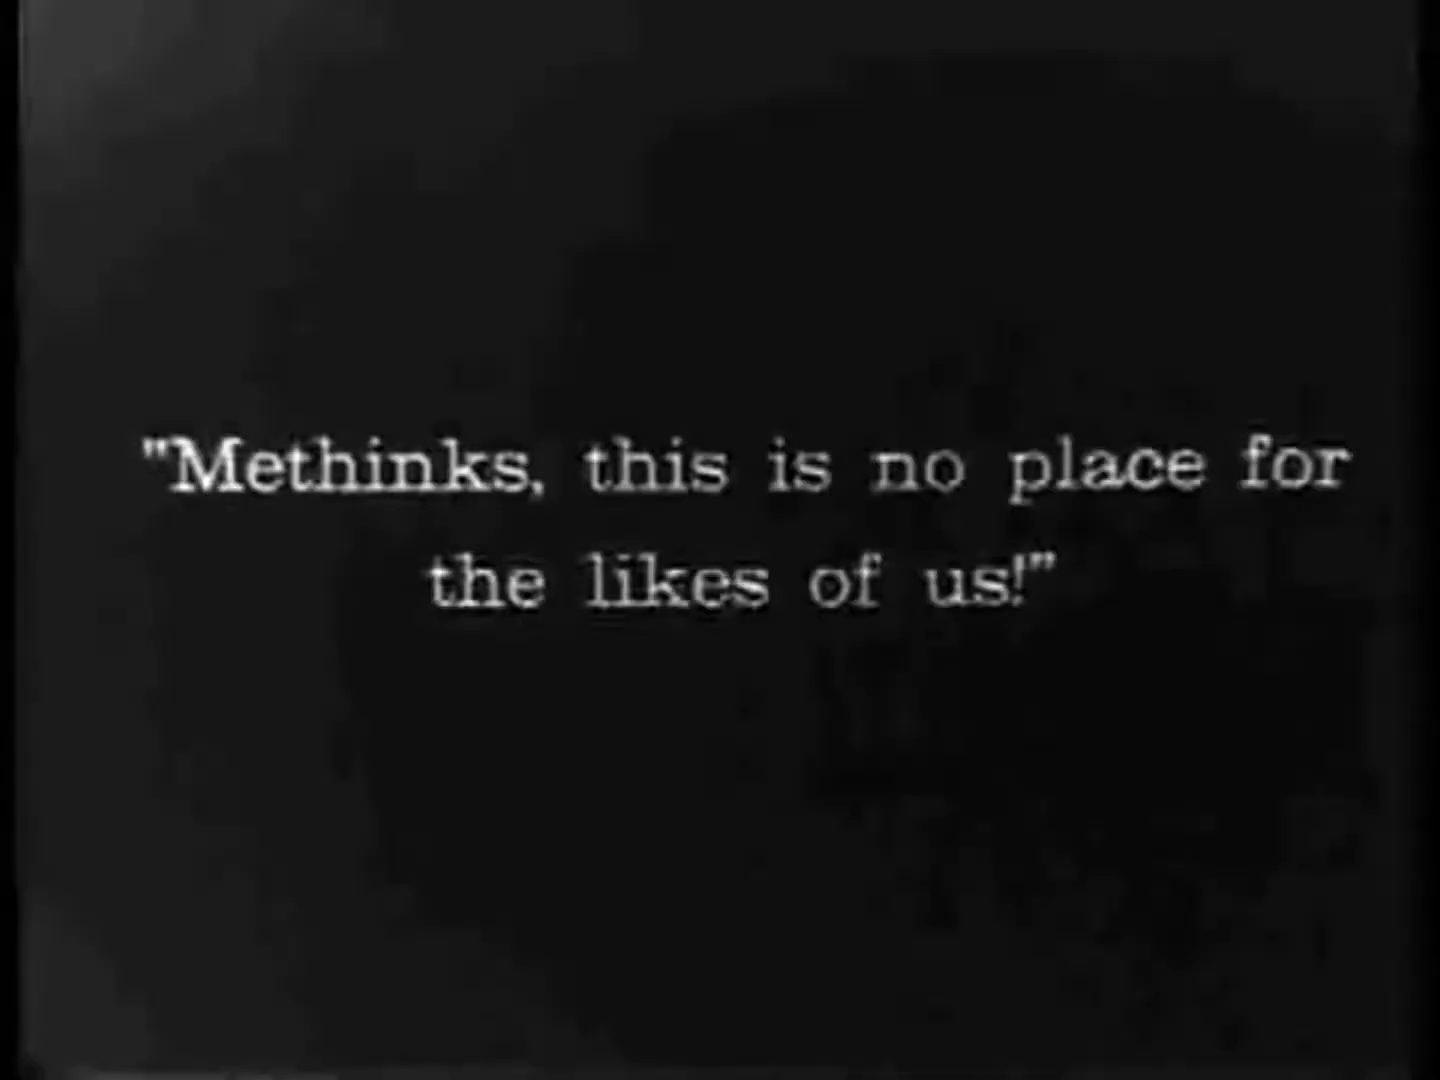 "Methinks, this is no place for
the likes of us!"